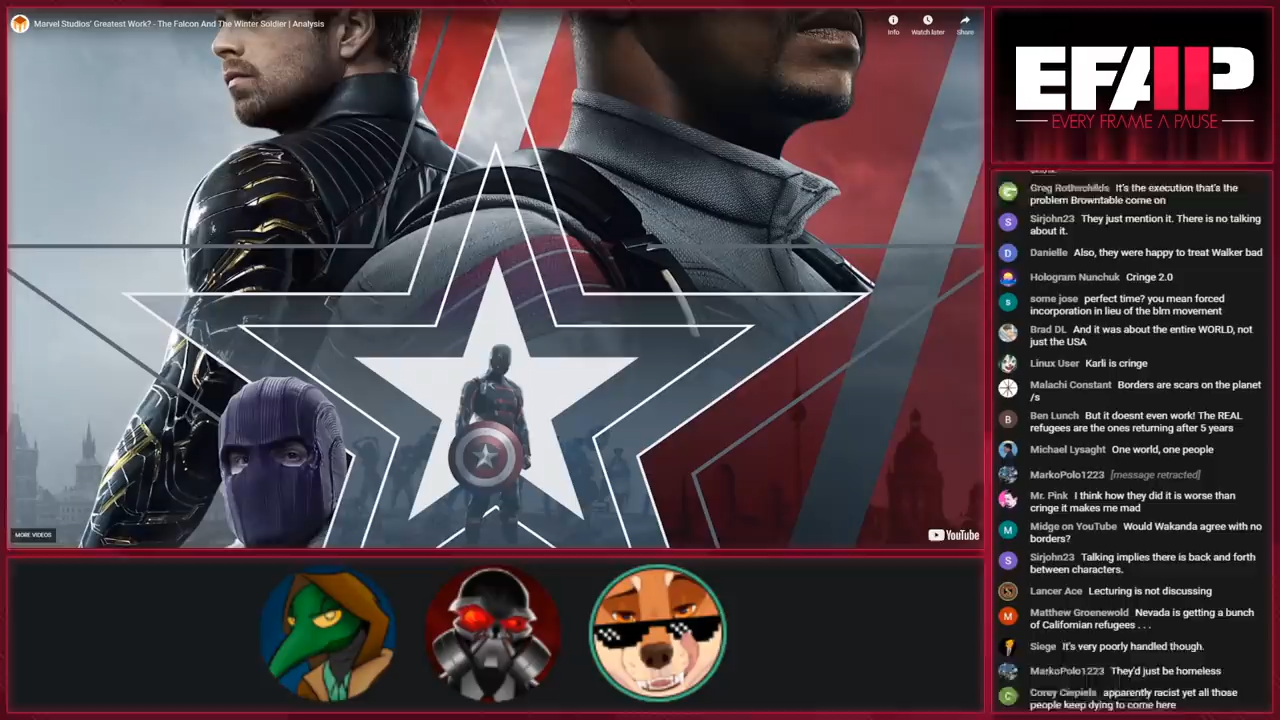 Marvel Studios' Greatest Work? - The Falcon And The Winter Soldier | Analysis
Info
Watch later
Share
MORE VIDEOS
YouTube
EFAP
EVERY FRAME A PAUSE
Greg Rothschilds It's the execution that's the
problem Browntable come on
Sirjohn23 They just mention it. There is no talking
about it.
Danielle Also, they were happy to treat Walker bad
Hologram Nunchuk Cringe 2.0
some jose perfect time? you mean forced
incorporation in lieu of the blm movement
Brad DL And it was about the entire WORLD, not
just the USA
Linux User Karli is cringe
Malachi Constant Borders are scars on the planet
/s
Ben Lunch But it doesnt even work! The REAL
refugees are the ones returning after 5 years
Michael Lysaght One world, one people
MarkoPolo1223 [message retracted]
Mr. Pink I think how they did it is worse than
cringe it makes me mad
Midge on YouTube Would Wakanda agree with no
borders?
Sirjohn23 Talking implies there is back and forth
between characters.
Lancer Ace Lecturing is not discussing
Matthew Groenewold Nevada is getting a bunch
of Californian refugees . . .
Siege It's very poorly handled though.
MarkoPolo1223 They'd just be homeless
Corey Ciepiela apparently racist yet all those
people keep dying to come here